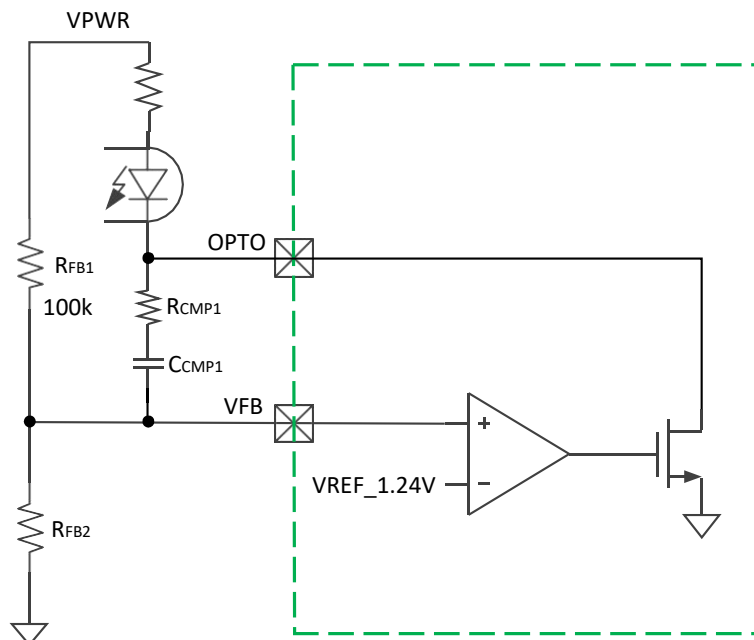 VPWR
OPTO
RFB1
100k
RCMP1
CCMP1
VFB
+
VREF_1.24V
−
RFB2